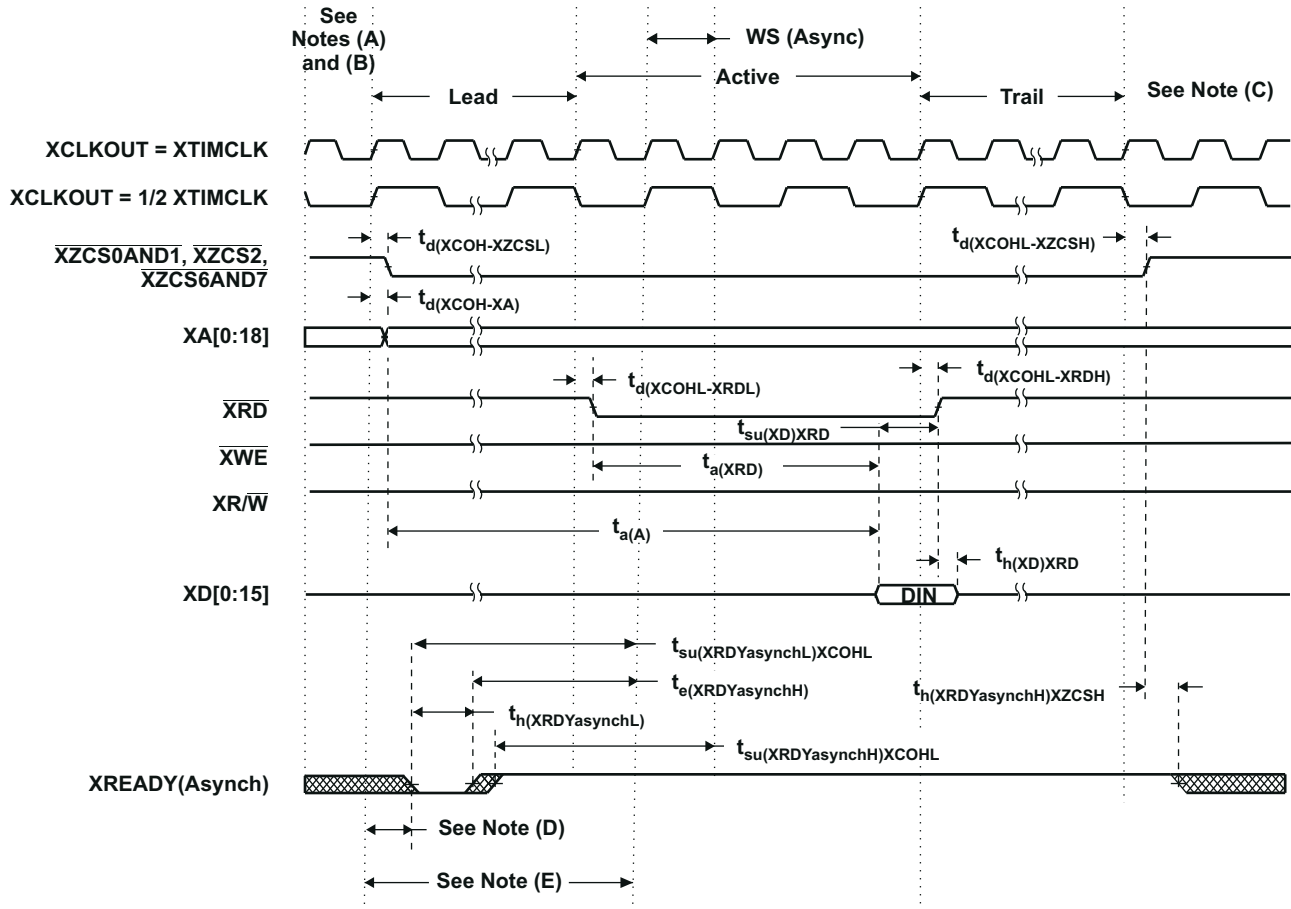 See
Notes (A)
and (B)
WS (Async)
Active
Lead
Trail
See Note (C)
XCLKOUT = XTIMCLK
XCLKOUT = 1/2 XTIMCLK
td(XCOH-XZCSL)
td(XCOHL-XZCSH)
XZCS0AND1, XZCS2,
XZCS6AND7
td(XCOH-XA)
XA[0:18]
td(XCOHL-XRDL)
td(XCOHL-XRDH)
XRD
tsu(XD)XRD
XWE
ta(XRD)
XR/W
ta(A)
th(XD)XRD
XD[0:15]
DIN
tsu(XRDYasynchL)XCOHL
te(XRDYasynchH)
th(XRDYasynchH)XZCSH
th(XRDYasynchL)
tsu(XRDYasynchH)XCOHL
XREADY(Asynch)
See Note (D)
See Note (E)